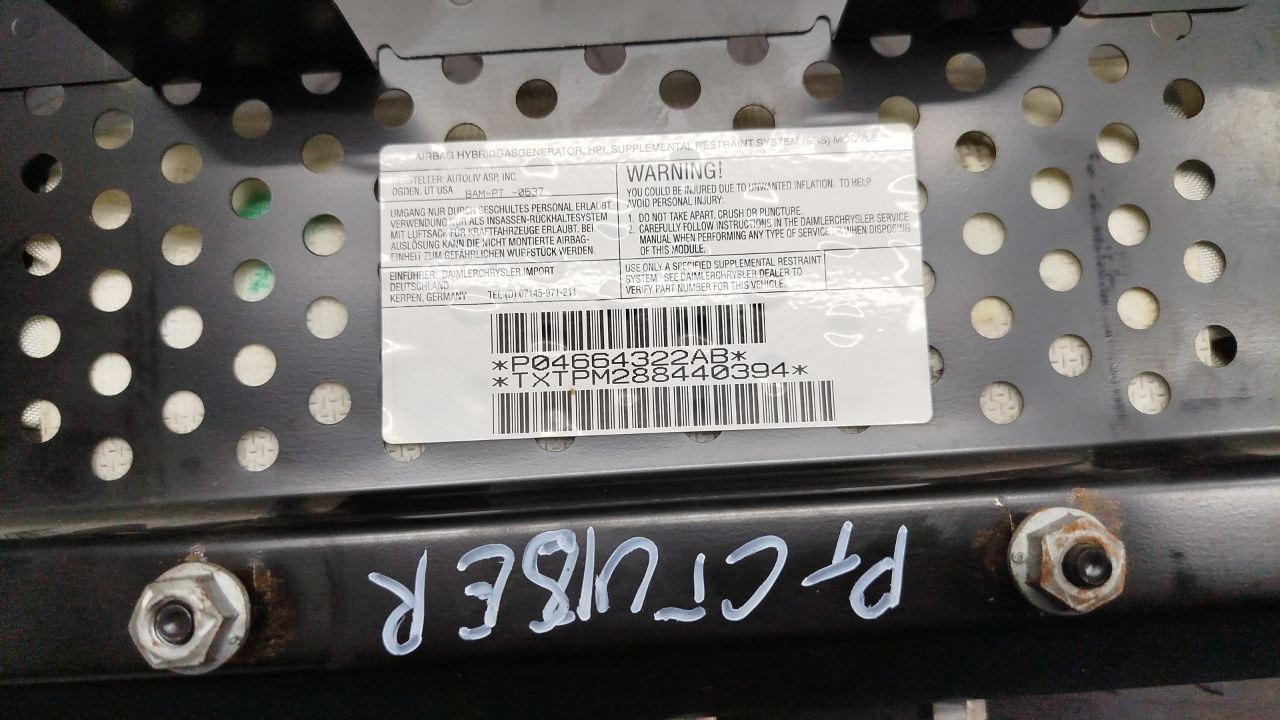 AIRBAG HYBRIDGASGENERATOR, HPI, SUPPLEMENTAL RESTRAINT SYSTEM (SRS) MODULE
HERSTELLER: AUTOLIV ASP, INC.
OGDEN, UT USA BAM-PT -0537
UMGANG NUR DURCH GESCHULTES PERSONAL ERLAUBT.
VERWENDUNG NUR ALS INSASSEN-RÜCKHALTESYSTEM
MIT LUFTSACK FÜR KRAFTFAHRZEUGE ERLAUBT. BEI
AUSLÖSUNG KANN DIE NICHT MONTIERTE AIRBAG-
EINHEIT ZUM GEFÄHRLICHEN WURFSTÜCK WERDEN.
EINFÜHRER: DAIMLERCHRYSLER IMPORT
DEUTSCHLAND
KERPEN, GERMANY TEL (D) 07145-971-211
WARNING!
YOU COULD BE INJURED DUE TO UNWANTED INFLATION. TO HELP
AVOID PERSONAL INJURY:
1. DO NOT TAKE APART, CRUSH OR PUNCTURE.
2. CAREFULLY FOLLOW INSTRUCTIONS IN THE DAIMLERCHRYSLER SERVICE
MANUAL WHEN PERFORMING ANY TYPE OF SERVICE OR WHEN DISPOSING
OF THIS MODULE.
USE ONLY A SPECIFIED SUPPLEMENTAL RESTRAINT
SYSTEM. SEE DAIMLERCHRYSLER DEALER TO
VERIFY PART NUMBER FOR THIS VEHICLE.
*P04664322AB*
*TXTPM288440394*
PT CRUISER